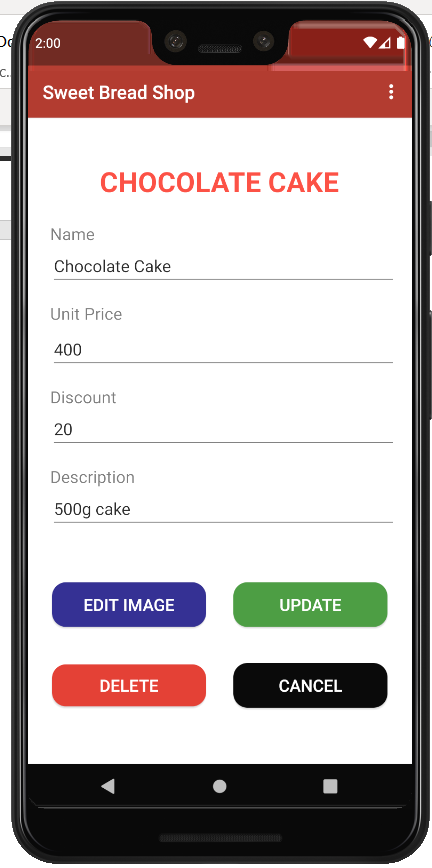 2:00
Sweet Bread Shop
CHOCOLATE CAKE
Name
Chocolate Cake
Unit Price
400
Discount
20
Description
500g cake
EDIT IMAGE
UPDATE
DELETE
CANCEL